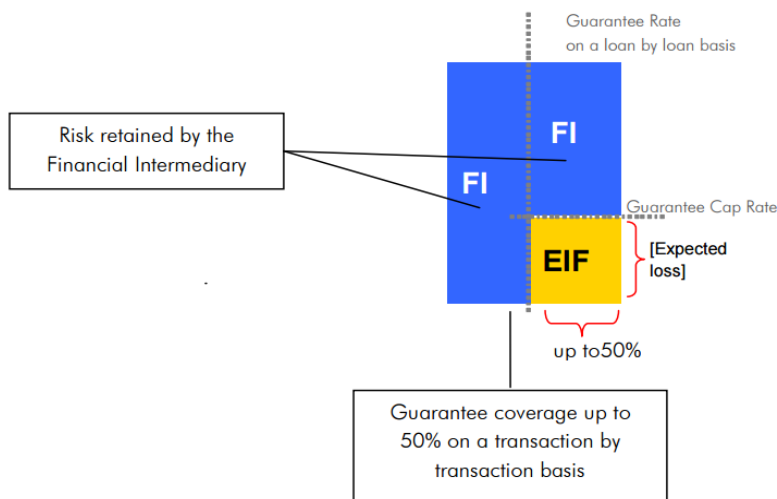 Guarantee Rate
on a loan by loan basis
Risk retained by the
Financial Intermediary
FI
FI
Guarantee Cap Rate
EIF
[Expected
loss]
up to50%
Guarantee coverage up to
50% on a transaction by
transaction basis